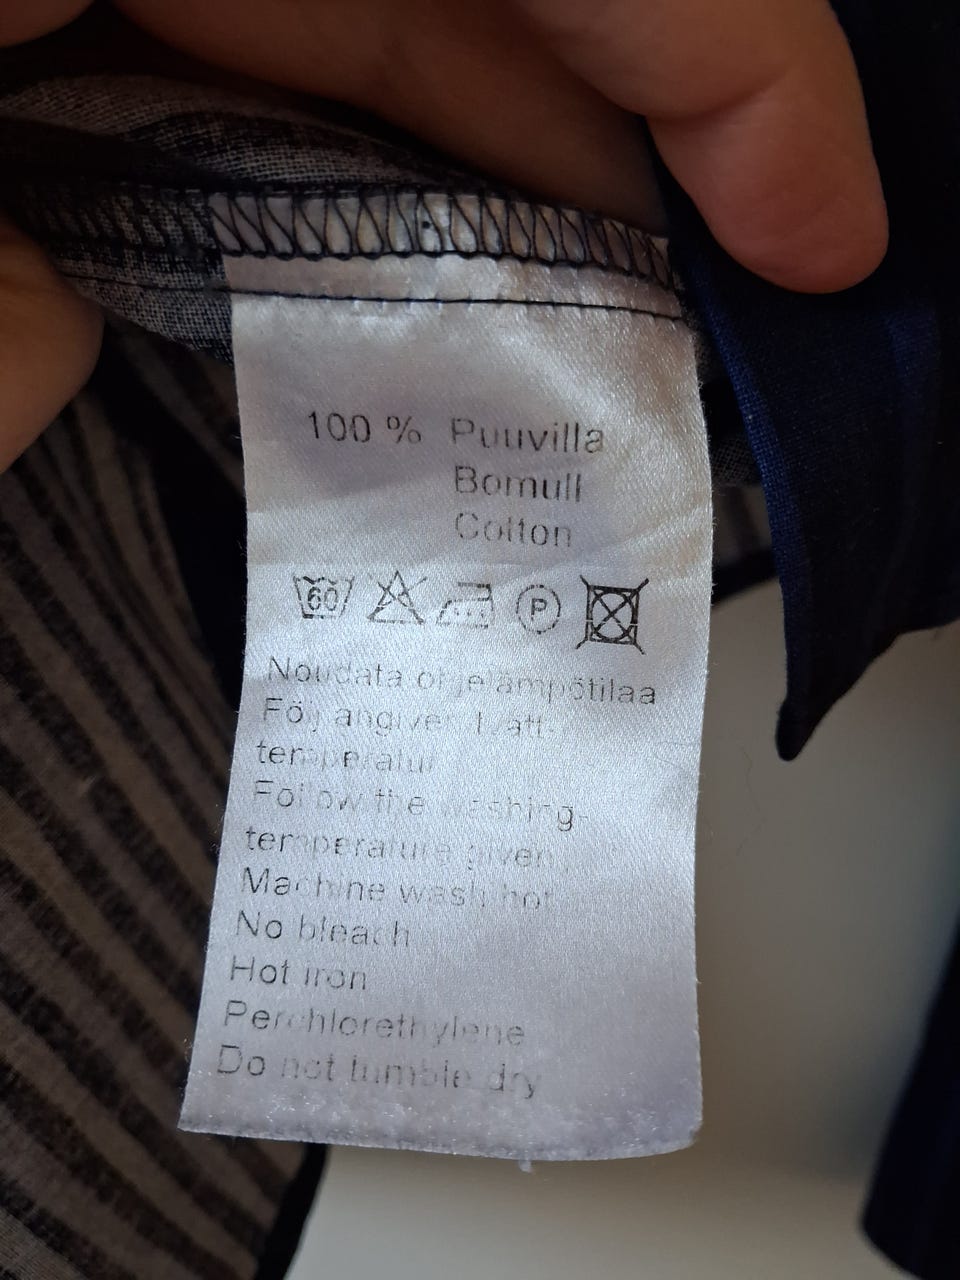 100 % Puuvilla
Bomull
Cotton
60 P
Noudata ohjelämpötilaa
Följ angiven tvätt-
temperatur
Follow the washing-
temperature given
Machine wash hot
No bleach
Hot iron
Perchlorethylene
Do not tumble dry